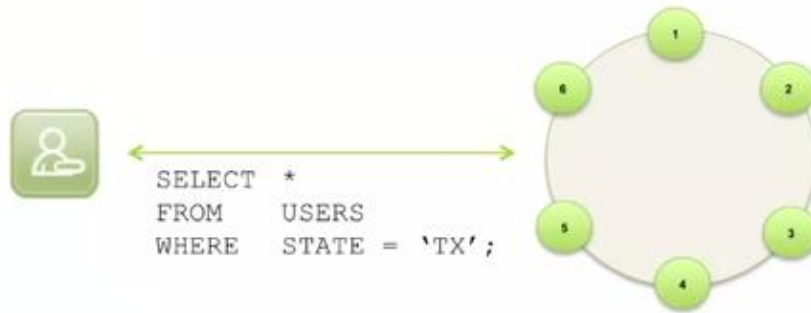 1
6
2
SELECT *
FROM USERS
WHERE STATE = ‘TX’;
5
3
4